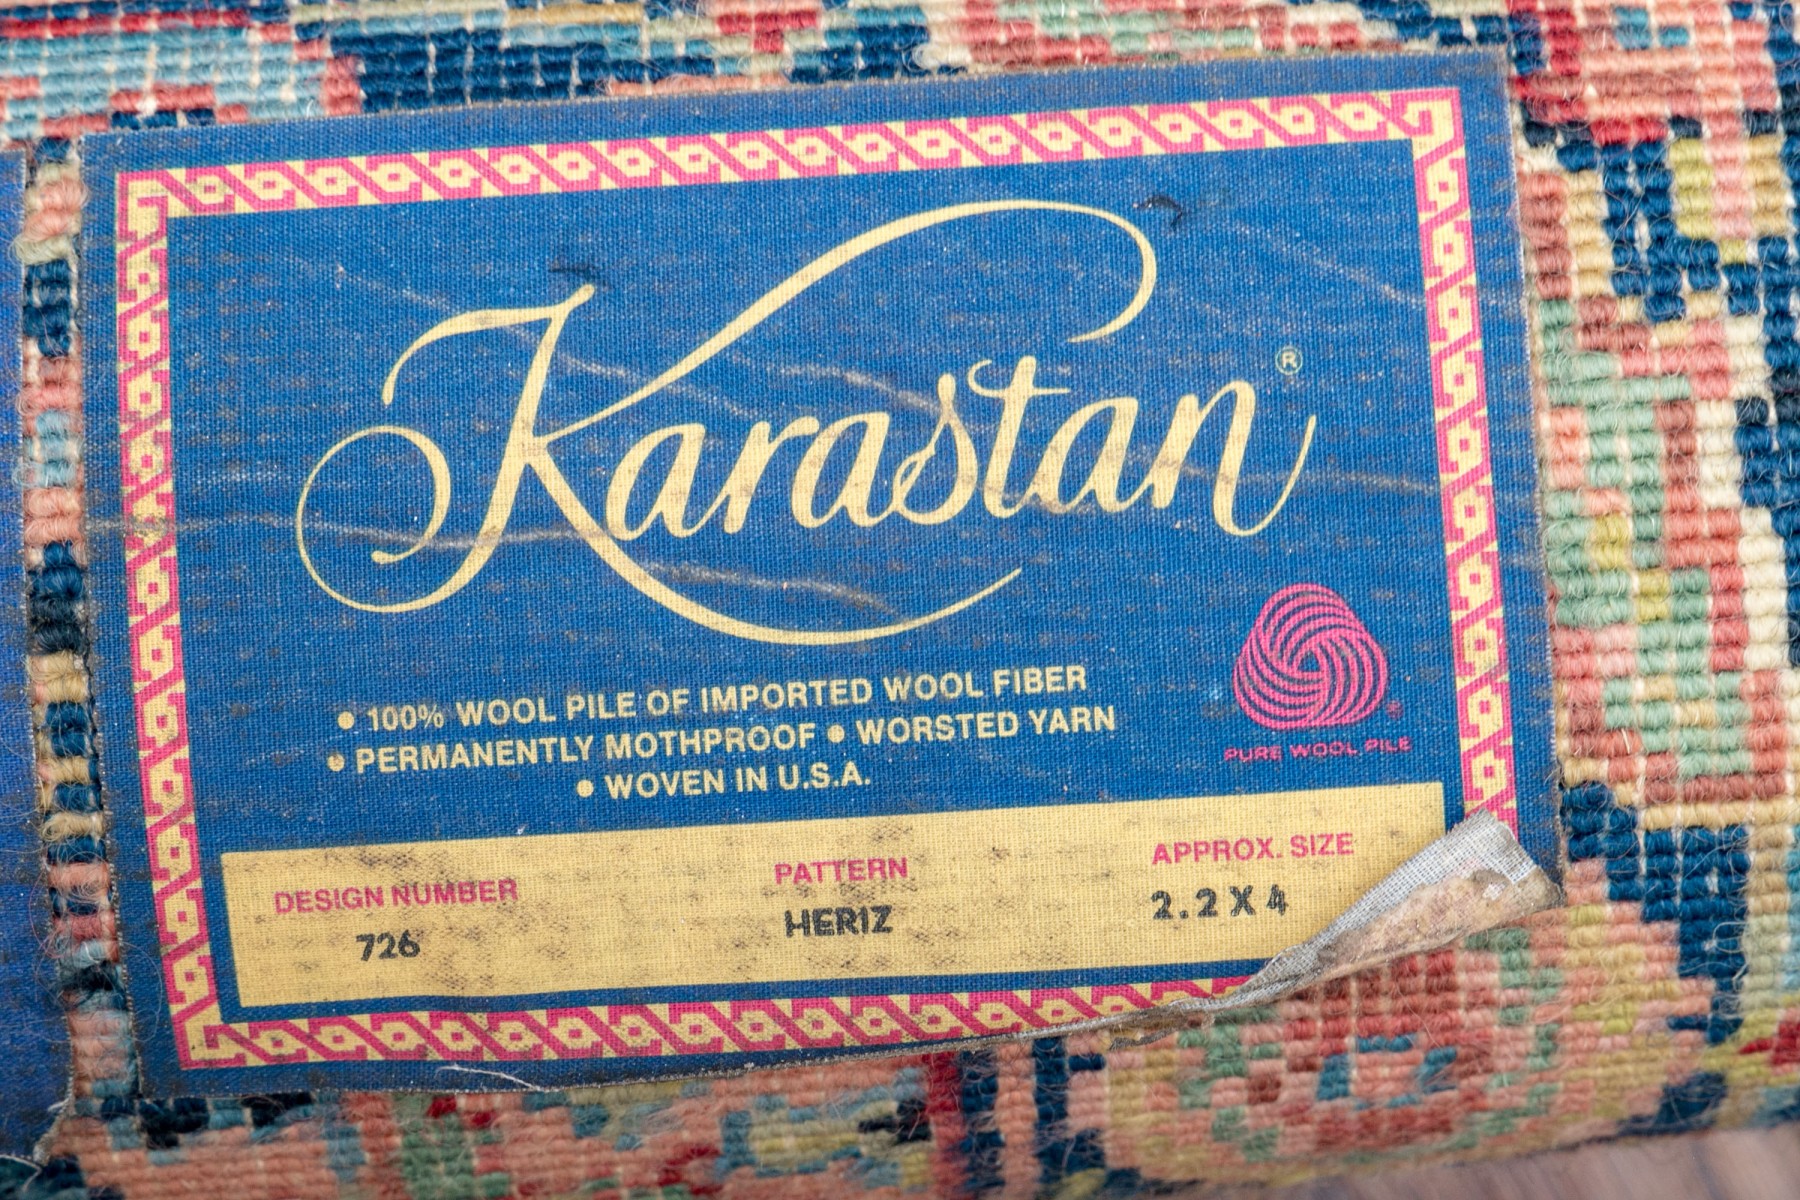 Karastan®
• 100% WOOL PILE OF IMPORTED WOOL FIBER
• PERMANENTLY MOTHPROOF • WORSTED YARN
• WOVEN IN U.S.A.
PURE WOOL PILE
DESIGN NUMBER PATTERN APPROX. SIZE
726 HERIZ 2.2 X 4